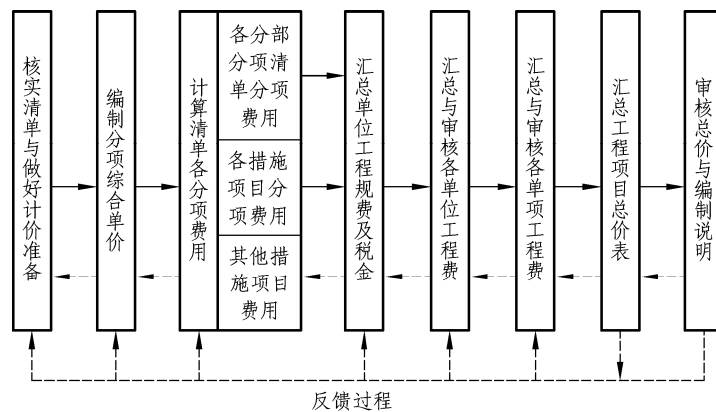 核实清单与做好计价准备
编制分项综合单价
计算清单各分项费用
各分部
分项清
单分项
费用
各措施
项目分
项费用
其他措
施项目
费用
汇总单位工程规费及税金
汇总与审核各单位工程费
汇总与审核各单项工程费
汇总工程项目总价表
审核总价与编制说明
反馈过程